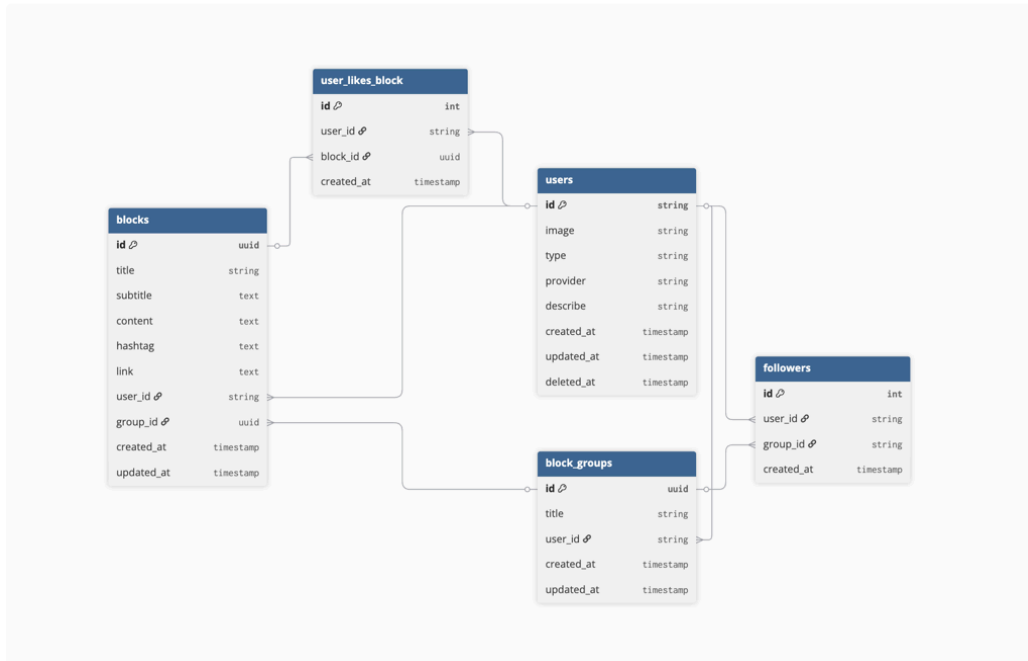 user_likes_block
id int
user_id string
block_id uuid
created_at timestamp
users
id string
image string
type string
provider string
describe string
created_at timestamp
updated_at timestamp
deleted_at timestamp
blocks
id uuid
title string
subtitle text
content text
hashtag text
link text
user_id string
group_id uuid
created_at timestamp
updated_at timestamp
followers
id int
user_id string
group_id string
created_at timestamp
block_groups
id uuid
title string
user_id string
created_at timestamp
updated_at timestamp